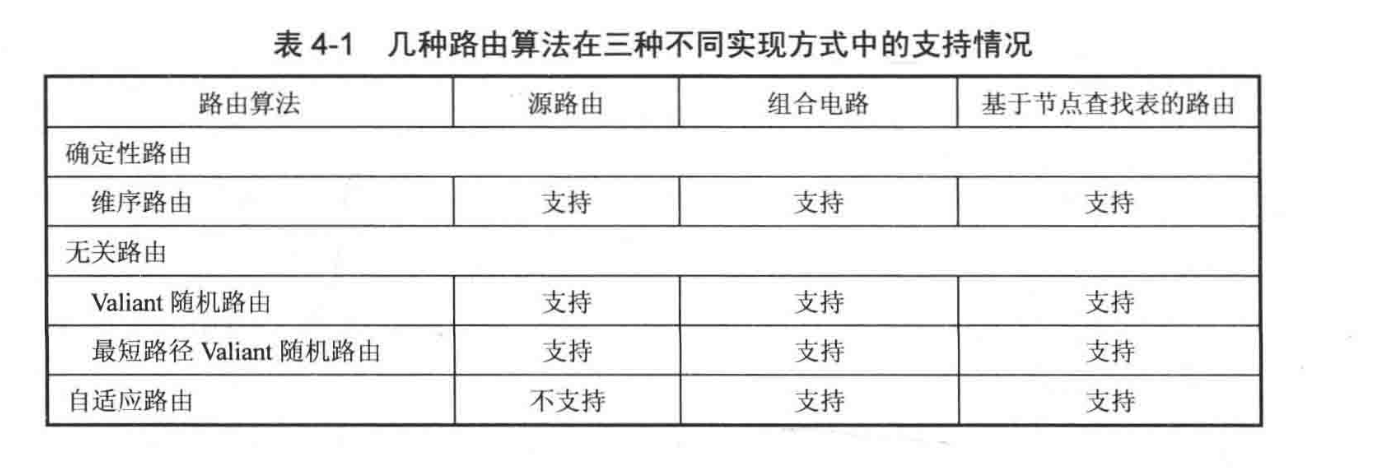 表 4-1 几种路由算法在三种不同实现方式中的支持情况
路由算法 源路由 组合电路 基于节点查找表的路由
确定性路由
维序路由 支持 支持 支持
无关路由
Valiant 随机路由 支持 支持 支持
最短路径 Valiant 随机路由 支持 支持 支持
自适应路由 不支持 支持 支持